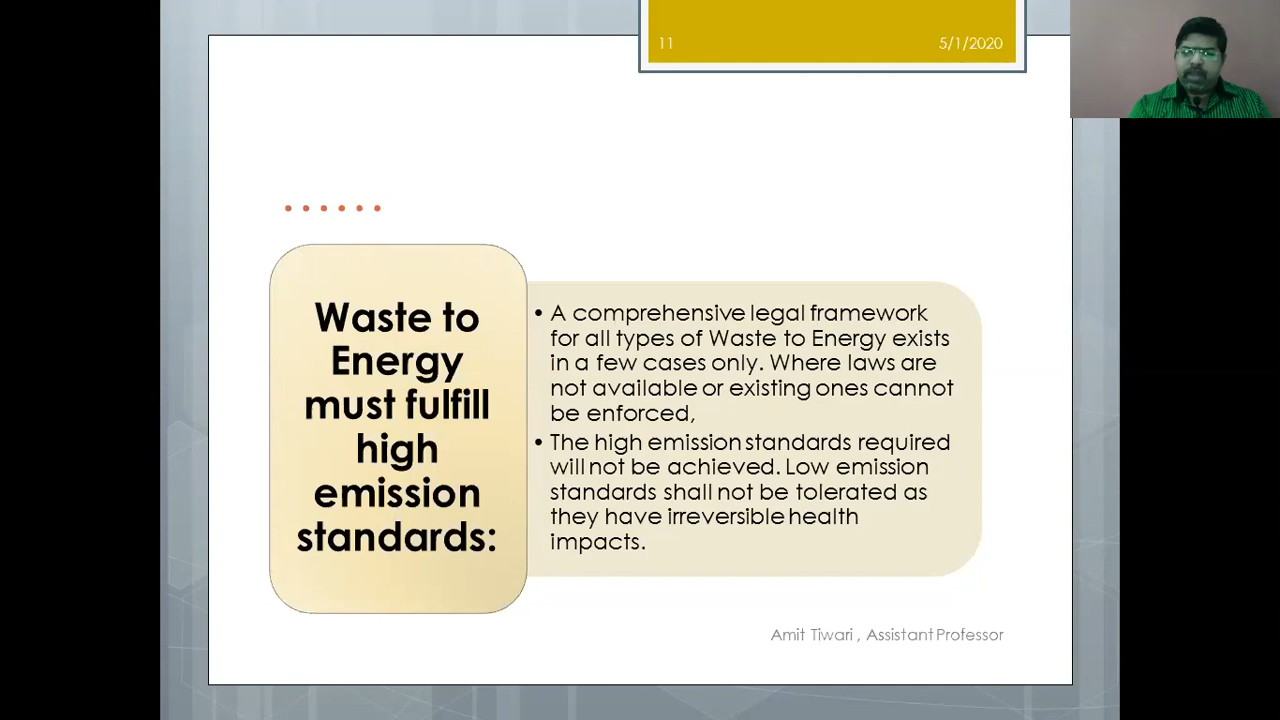 11
5/1/2020
......
Waste to
Energy
must fulfill
high
emission
standards:
• A comprehensive legal framework
for all types of Waste to Energy exists
in a few cases only. Where laws are
not available or existing ones cannot
be enforced,
• The high emission standards required
will not be achieved. Low emission
standards shall not be tolerated as
they have irreversible health
impacts.
Amit Tiwari , Assistant Professor